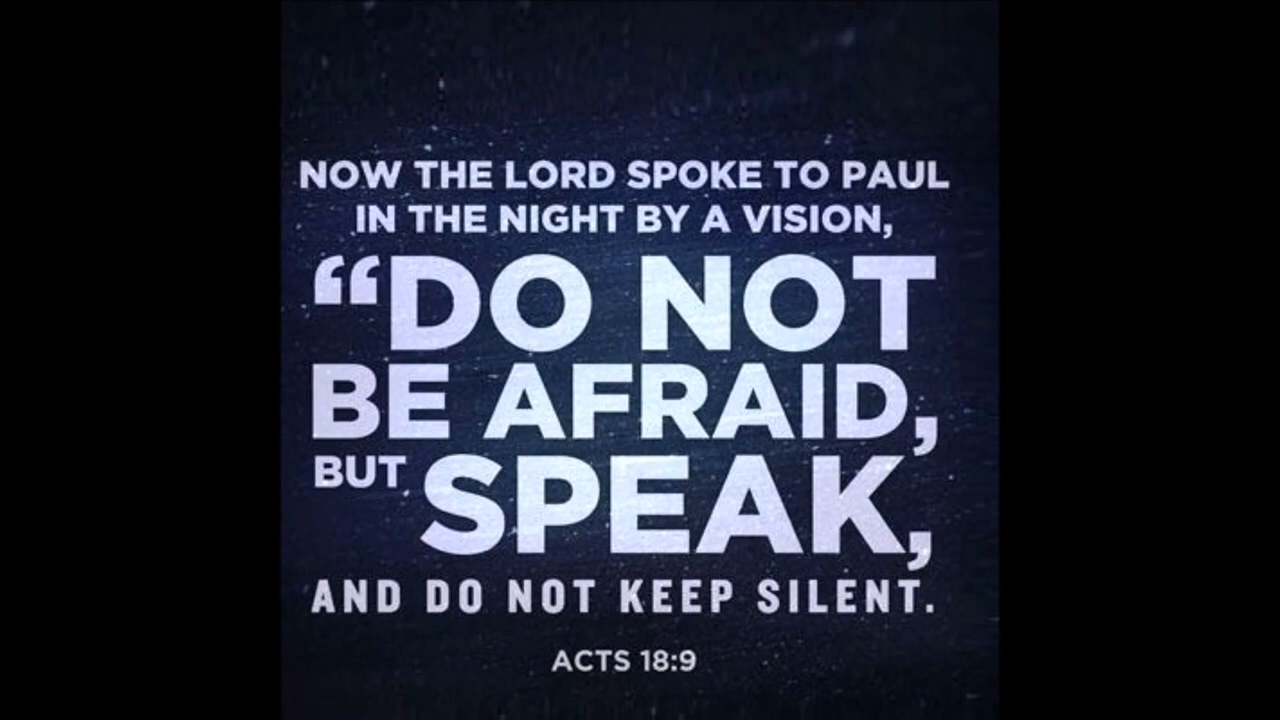 NOW THE LORD SPOKE TO PAUL
IN THE NIGHT BY A VISION,
“DO NOT
BE AFRAID,
BUT SPEAK,
AND DO NOT KEEP SILENT.
ACTS 18:9